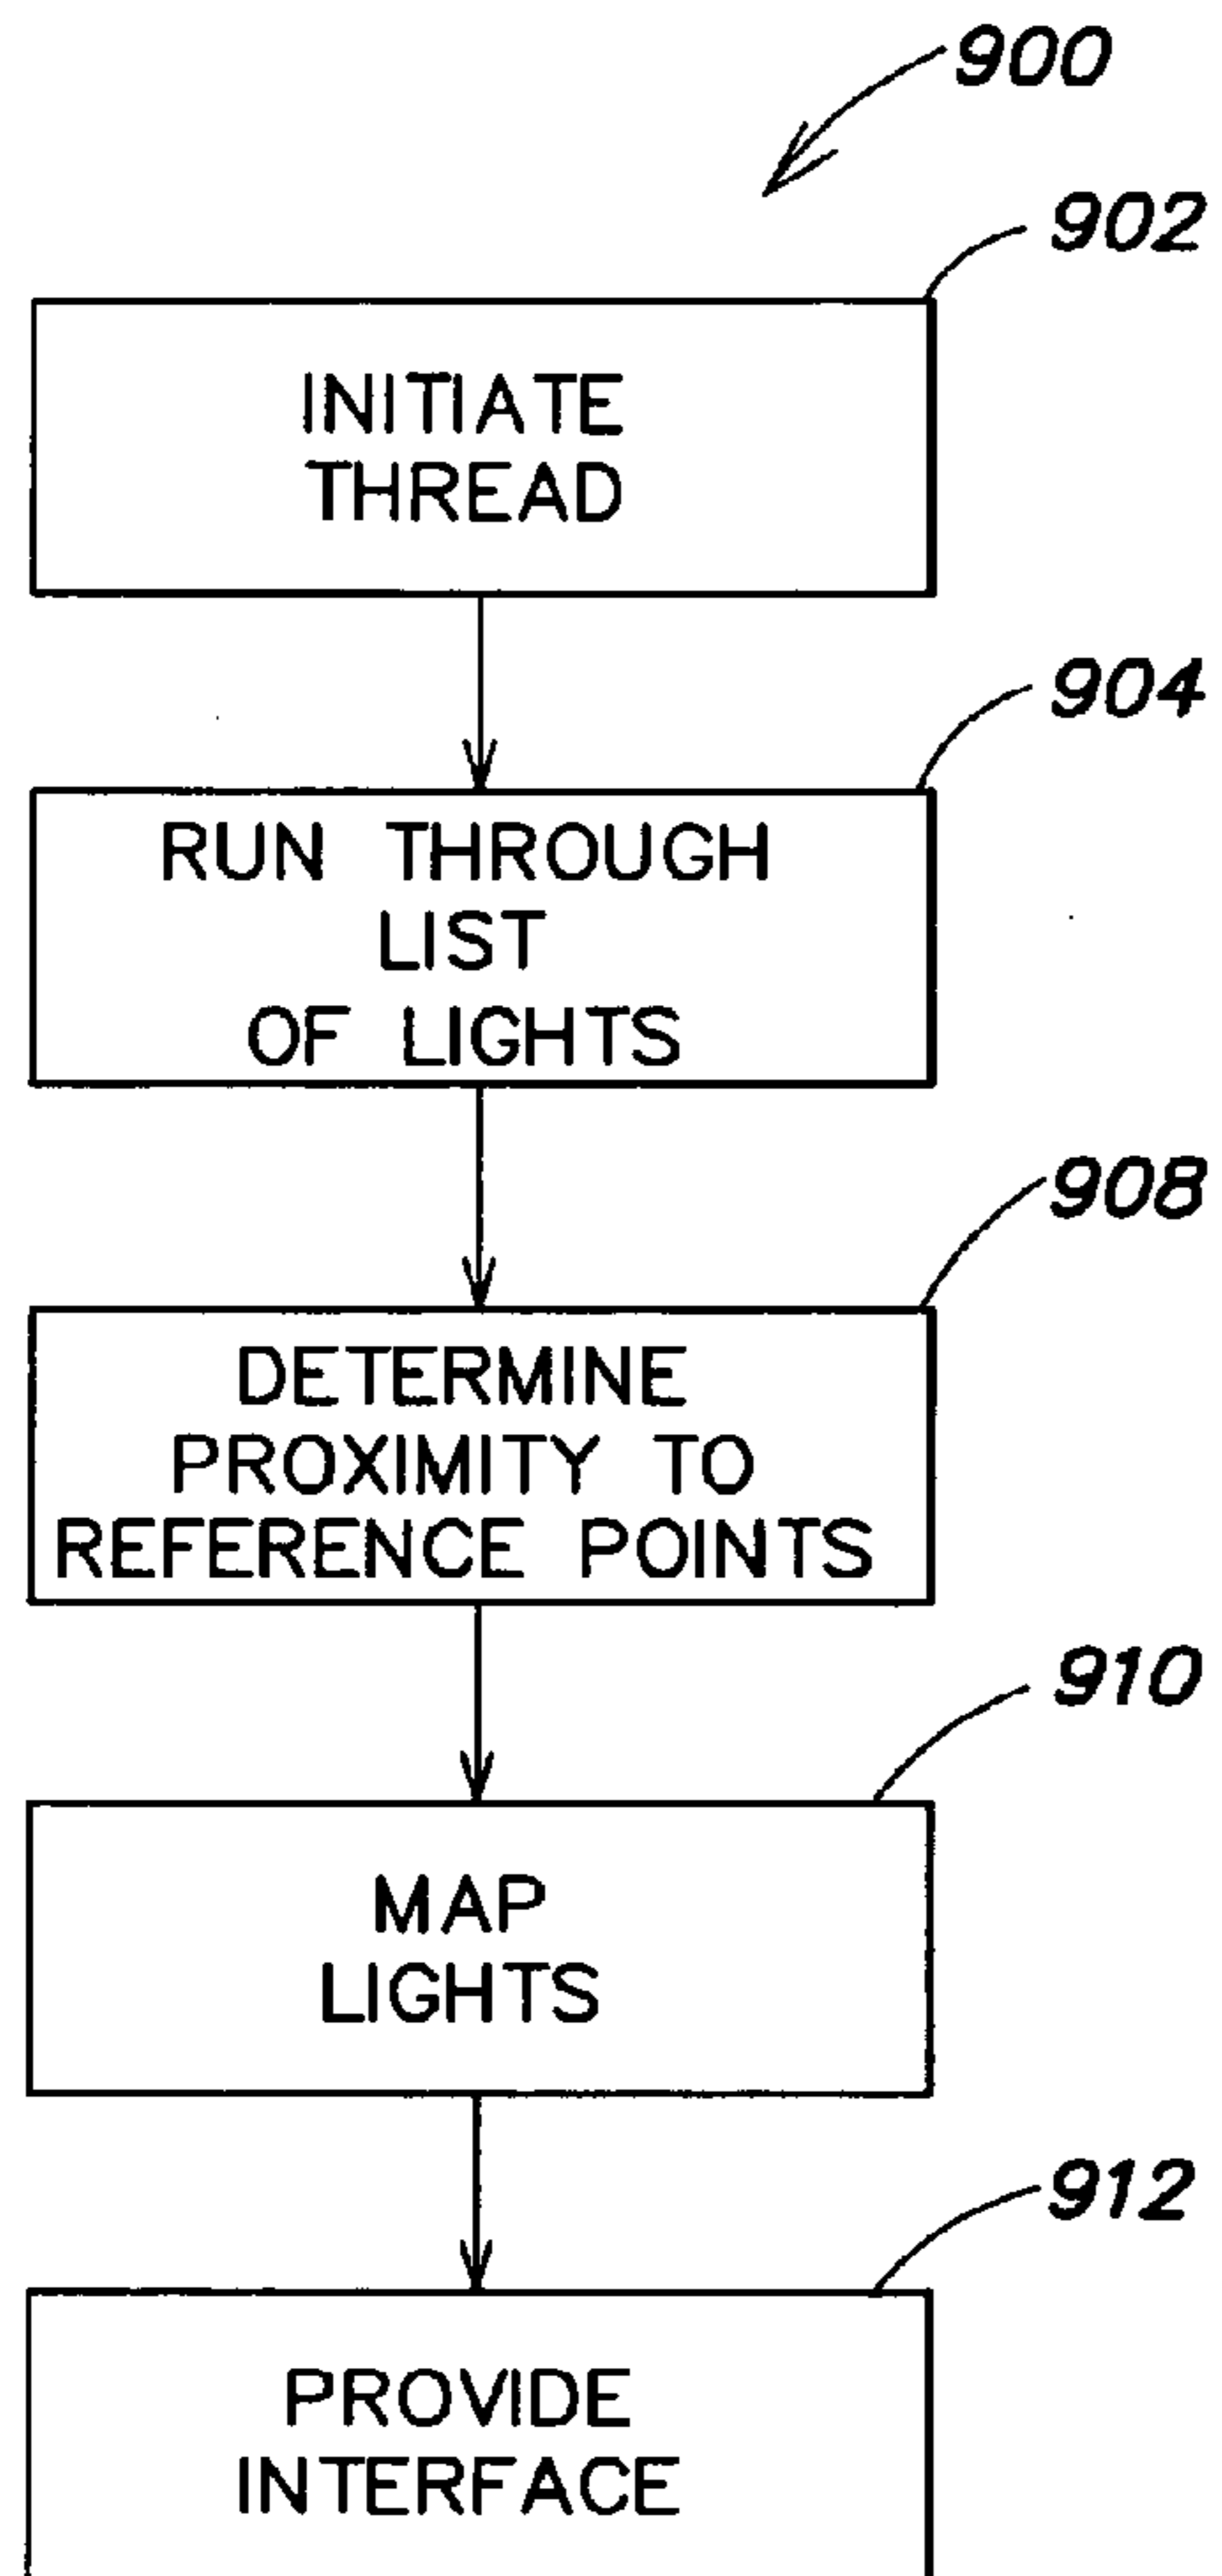 900
902
INITIATE
THREAD
904
RUN THROUGH
LIST
OF LIGHTS
908
DETERMINE
PROXIMITY TO
REFERENCE POINTS
910
MAP
LIGHTS
912
PROVIDE
INTERFACE